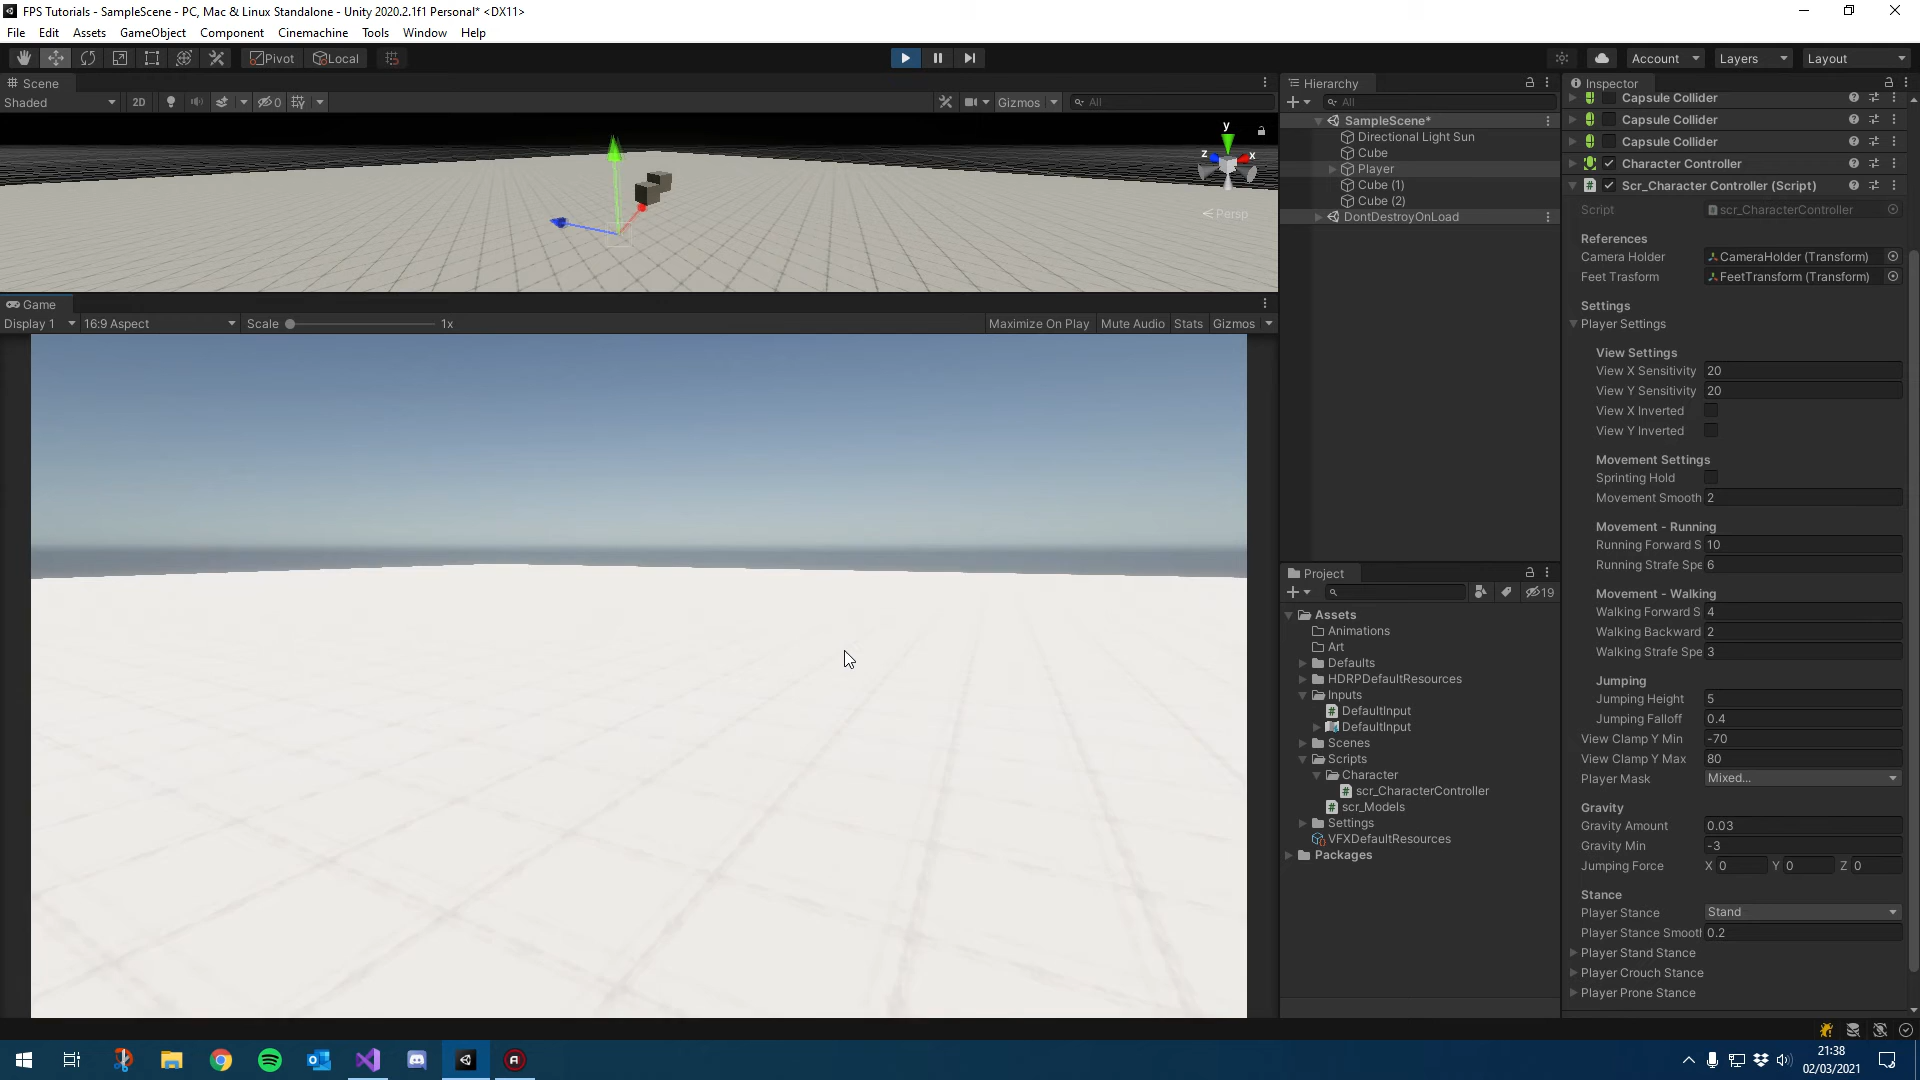 FPS Tutorials - SampleScene - PC, Mac & Linux Standalone - Unity 2020.2.1f1 Personal* <DX11>
File Edit Assets GameObject Component Cinemachine Tools Window Help
Pivot Local Account Layers Layout
Scene
Shaded 2D 0 Gizmos All
y
z x
Persp
Game
Display 1 16:9 Aspect Scale 1x Maximize On Play Mute Audio Stats Gizmos
Hierarchy
All
SampleScene*
Directional Light Sun
Cube
Player
Cube (1)
Cube (2)
DontDestroyOnLoad
Project
19
Assets
Animations
Art
Defaults
HDRPDefaultResources
Inputs
DefaultInput
DefaultInput
Scenes
Scripts
Character
scr_CharacterController
scr_Models
Settings
VFXDefaultResources
Packages
Inspector
Capsule Collider
Capsule Collider
Capsule Collider
Character Controller
Scr_Character Controller (Script)
Script scr_CharacterController
References
Camera Holder CameraHolder (Transform)
Feet Trasform FeetTransform (Transform)
Settings
Player Settings
View Settings
View X Sensitivity 20
View Y Sensitivity 20
View X Inverted
View Y Inverted
Movement Settings
Sprinting Hold
Movement Smooth 2
Movement - Running
Running Forward S 10
Running Strafe Spe 6
Movement - Walking
Walking Forward S 4
Walking Backward 2
Walking Strafe Spe 3
Jumping
Jumping Height 5
Jumping Falloff 0.4
View Clamp Y Min -70
View Clamp Y Max 80
Player Mask Mixed...
Gravity
Gravity Amount 0.03
Gravity Min -3
Jumping Force X 0 Y 0 Z 0
Stance
Player Stance Stand
Player Stance Smoot 0.2
Player Stand Stance
Player Crouch Stance
Player Prone Stance
21:38
02/03/2021